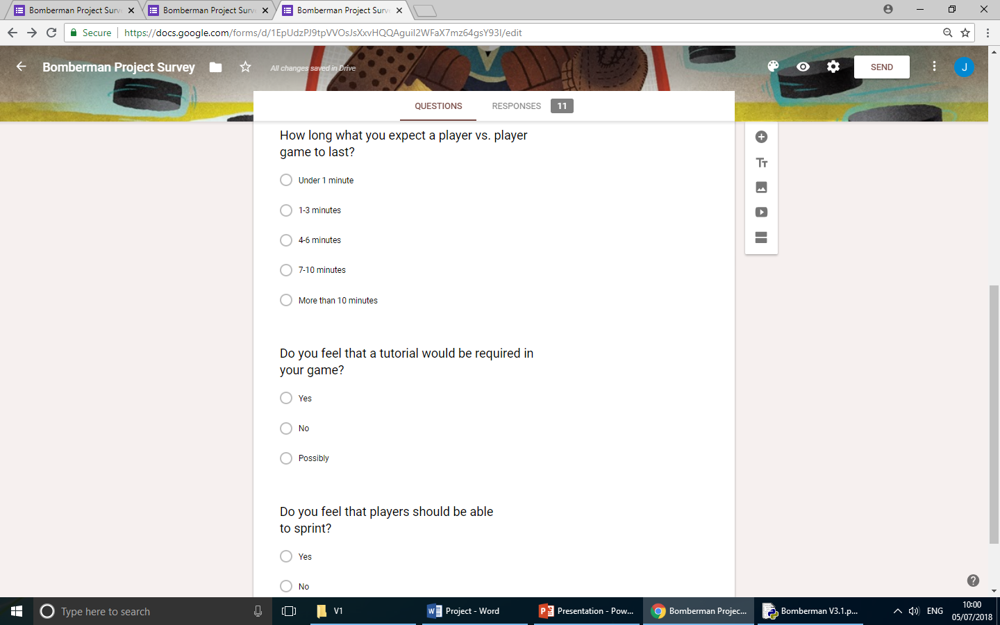 Bomberman Project Surv
Bomberman Project Surv
Bomberman Project Surv
Secure
https://docs.google.com/forms/d/1EpUdzPJ9tpVVOsJsXxvHQQAguil2WFaX7mz64gsY93I/edit
Bomberman Project Survey
All changes saved in Drive
SEND
J
QUESTIONS
RESPONSES
11
How long what you expect a player vs. player
game to last?
Under 1 minute
1-3 minutes
4-6 minutes
7-10 minutes
More than 10 minutes
Do you feel that a tutorial would be required in
your game?
Yes
No
Possibly
Do you feel that players should be able
to sprint?
Yes
No
Type here to search
V1
Project - Word
Presentation - Pow...
Bomberman Projec...
Bomberman V3.1.p...
ENG
10:00
05/07/2018